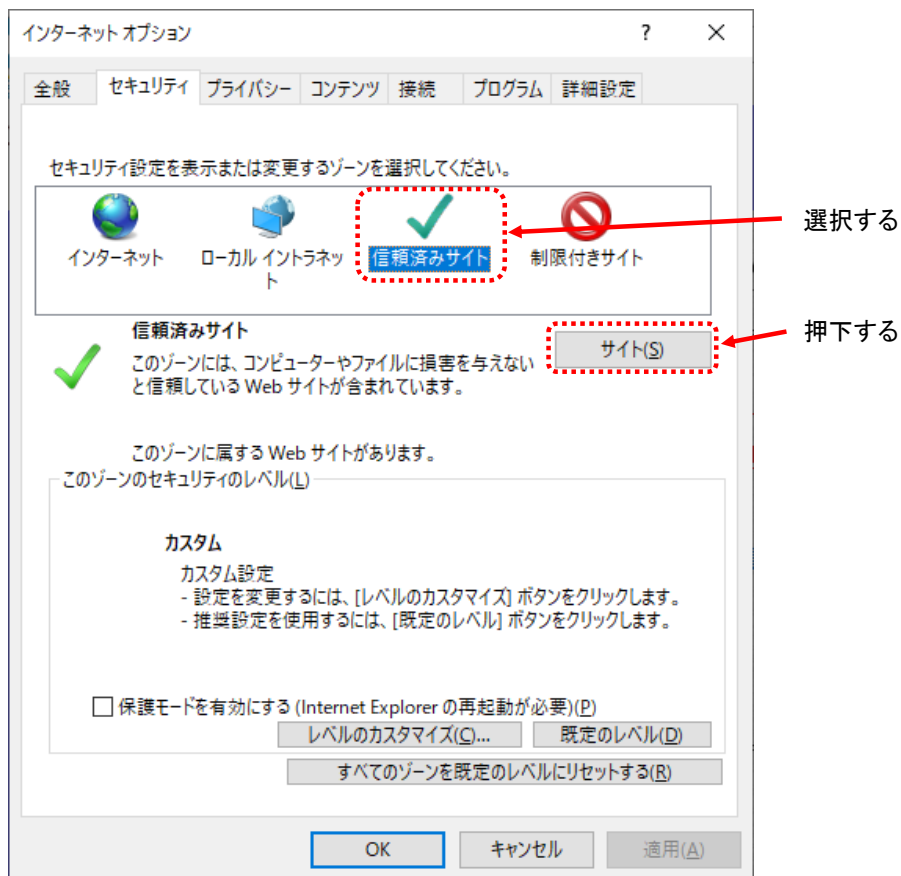 インターネット オプション
?
全般
セキュリティ
プライバシー
コンテンツ
接続
プログラム
詳細設定
セキュリティ設定を表示または変更するゾーンを選択してください。
インターネット
ローカル イントラネッ
ト
信頼済みサイト
制限付きサイト
選択する
信頼済みサイト
このゾーンには、コンピューターやファイルに損害を与えない
と信頼している Web サイトが含まれています。
サイト(S)
押下する
このゾーンに属する Web サイトがあります。
このゾーンのセキュリティのレベル(L)
カスタム
カスタム設定
- 設定を変更するには、[レベルのカスタマイズ] ボタンをクリックします。
- 推奨設定を使用するには、[既定のレベル] ボタンをクリックします。
保護モードを有効にする (Internet Explorer の再起動が必要)(P)
レベルのカスタマイズ(C)...
既定のレベル(D)
すべてのゾーンを既定のレベルにリセットする(R)
OK
キャンセル
適用(A)